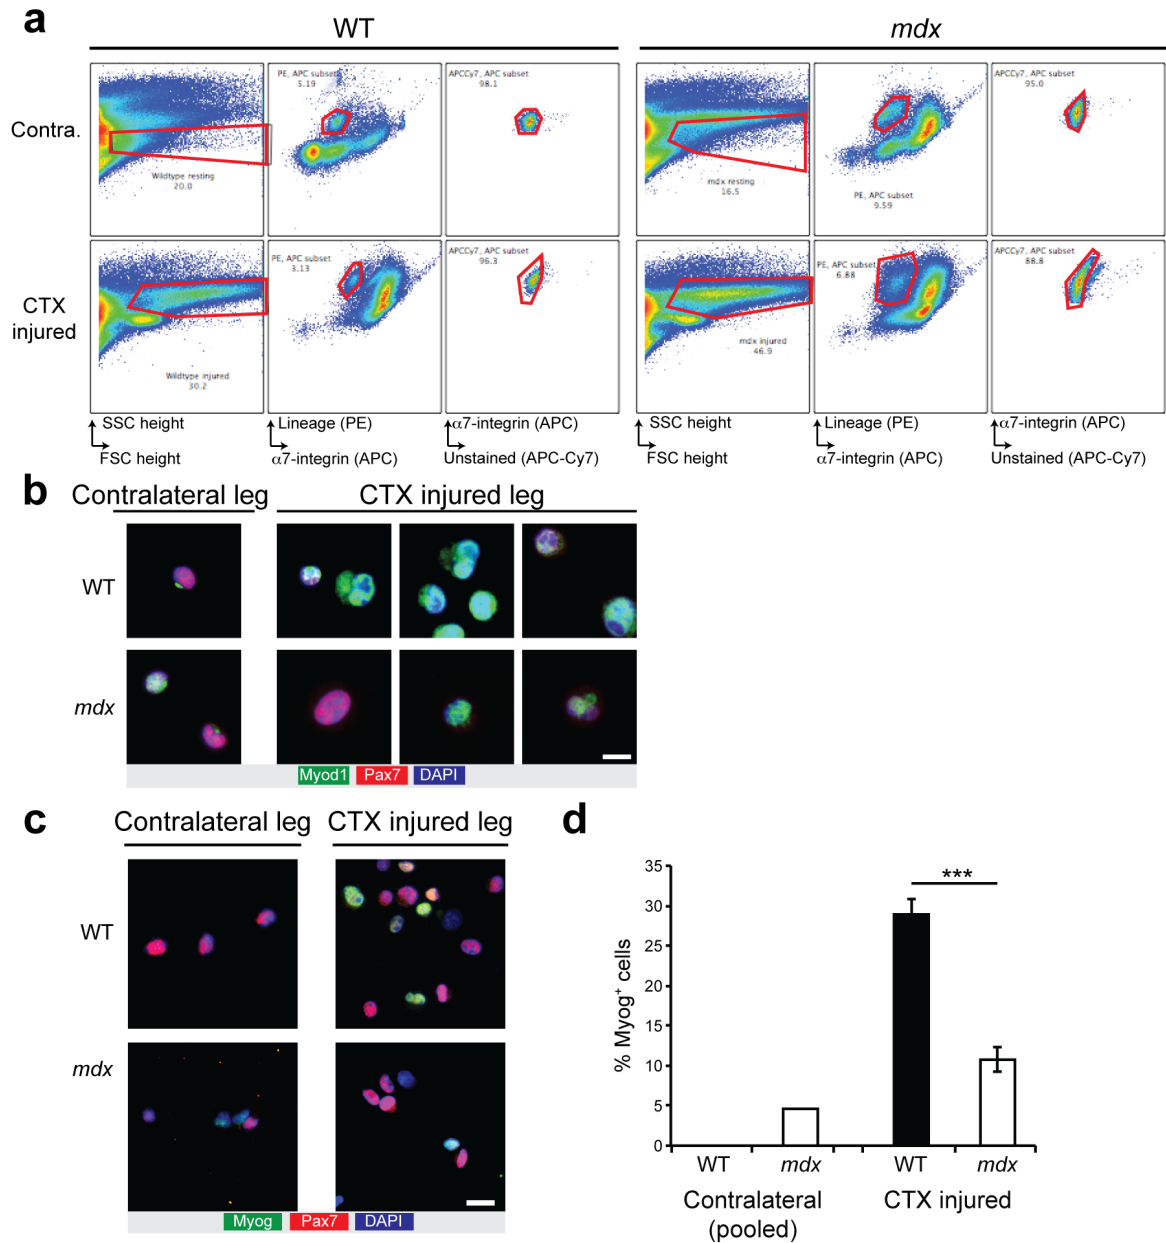 a
WT
mdx
Contra.
PE, APC subset
5.19
APCCy7, APC subset
98.1
Wildtype resting
20.0
APCCy7, APC subset
95.0
mdx resting
16.5
PE, APC subset
9.59
CTX
injured
PE, APC subset
3.13
APCCy7, APC subset
96.3
Wildtype injured
30.2
PE, APC subset
6.88
APCCy7, APC subset
88.8
mdx injured
46.9
SSC height
FSC height
Lineage (PE)
α7-integrin (APC)
α7-integrin (APC)
Unstained (APC-Cy7)
SSC height
FSC height
Lineage (PE)
α7-integrin (APC)
α7-integrin (APC)
Unstained (APC-Cy7)
b
Contralateral leg
CTX injured leg
WT
mdx
Myod1 Pax7 DAPI
c
Contralateral leg
CTX injured leg
WT
mdx
Myog Pax7 DAPI
d
% Myog⁺ cells
35
30
25
20
15
10
5
0
***
WT mdx WT mdx
Contralateral
(pooled)
CTX injured